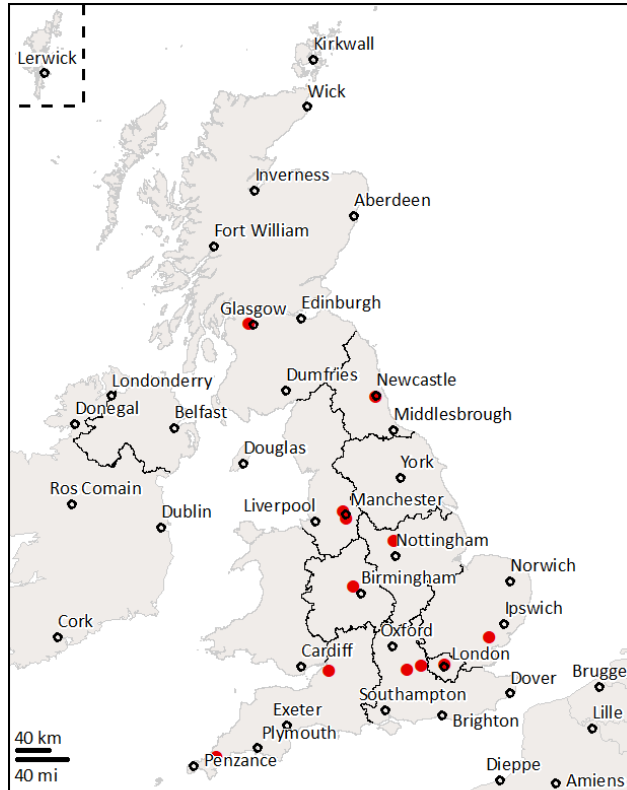 Kirkwall
Lerwick
Wick
Inverness
Aberdeen
Fort William
Glasgow
Edinburgh
Dumfries
Newcastle
Londonderry
Donegal
Belfast
Middlesbrough
Douglas
York
Ros Comain
Liverpool
Manchester
Dublin
Nottingham
Birmingham
Norwich
Ipswich
Cork
Oxford
Cardiff
London
Dover
Brugge
Southampton
Brighton
Exeter
Lille
Plymouth
40 km
40 mi
Penzance
Dieppe
Amiens